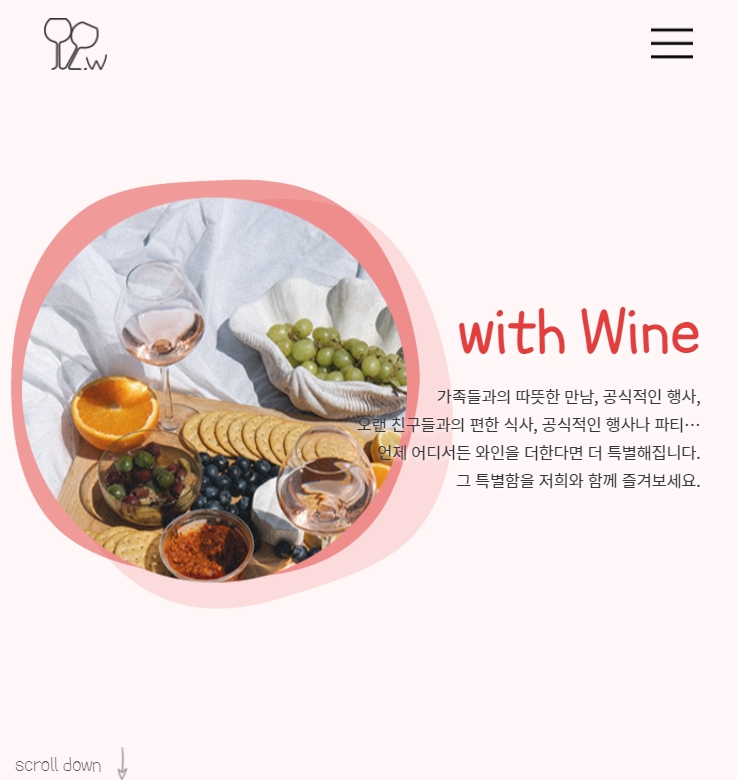 with Wine
가족들과의 따뜻한 만남, 공식적인 행사,
오랜 친구들과의 편한 식사, 공식적인 행사나 파티…
언제 어디서든 와인을 더한다면 더 특별해집니다.
그 특별함을 저희와 함께 즐겨보세요.
scroll down